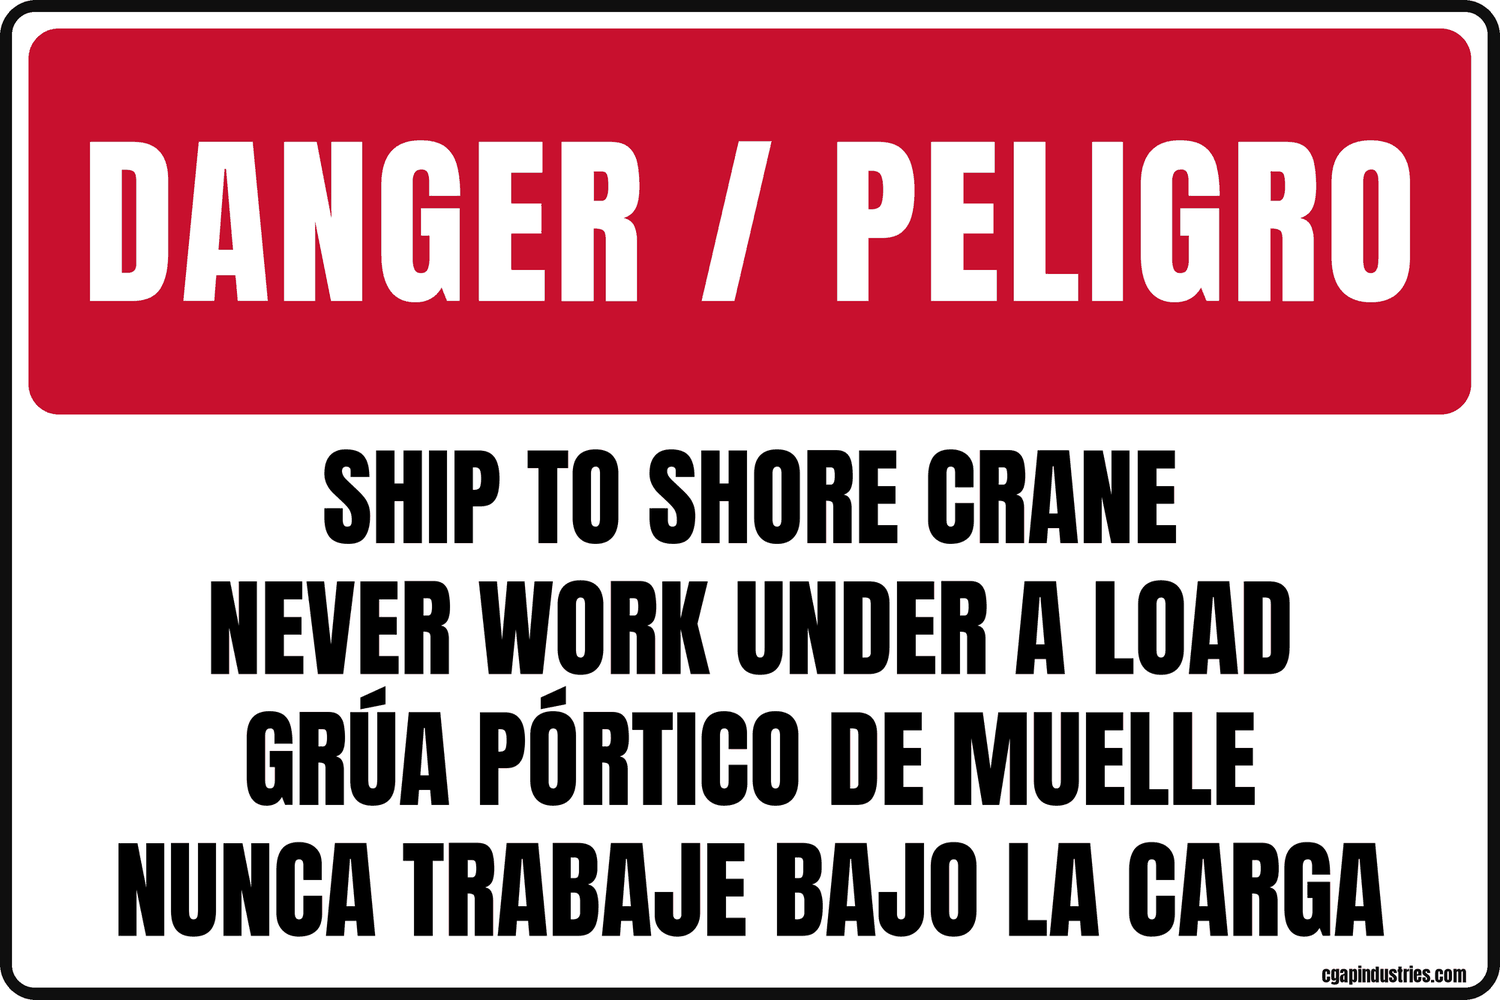 DANGER / PELIGRO
SHIP TO SHORE CRANE
NEVER WORK UNDER A LOAD
GRÚA PÓRTICO DE MUELLE
NUNCA TRABAJE BAJO LA CARGA
cgapindustries.com